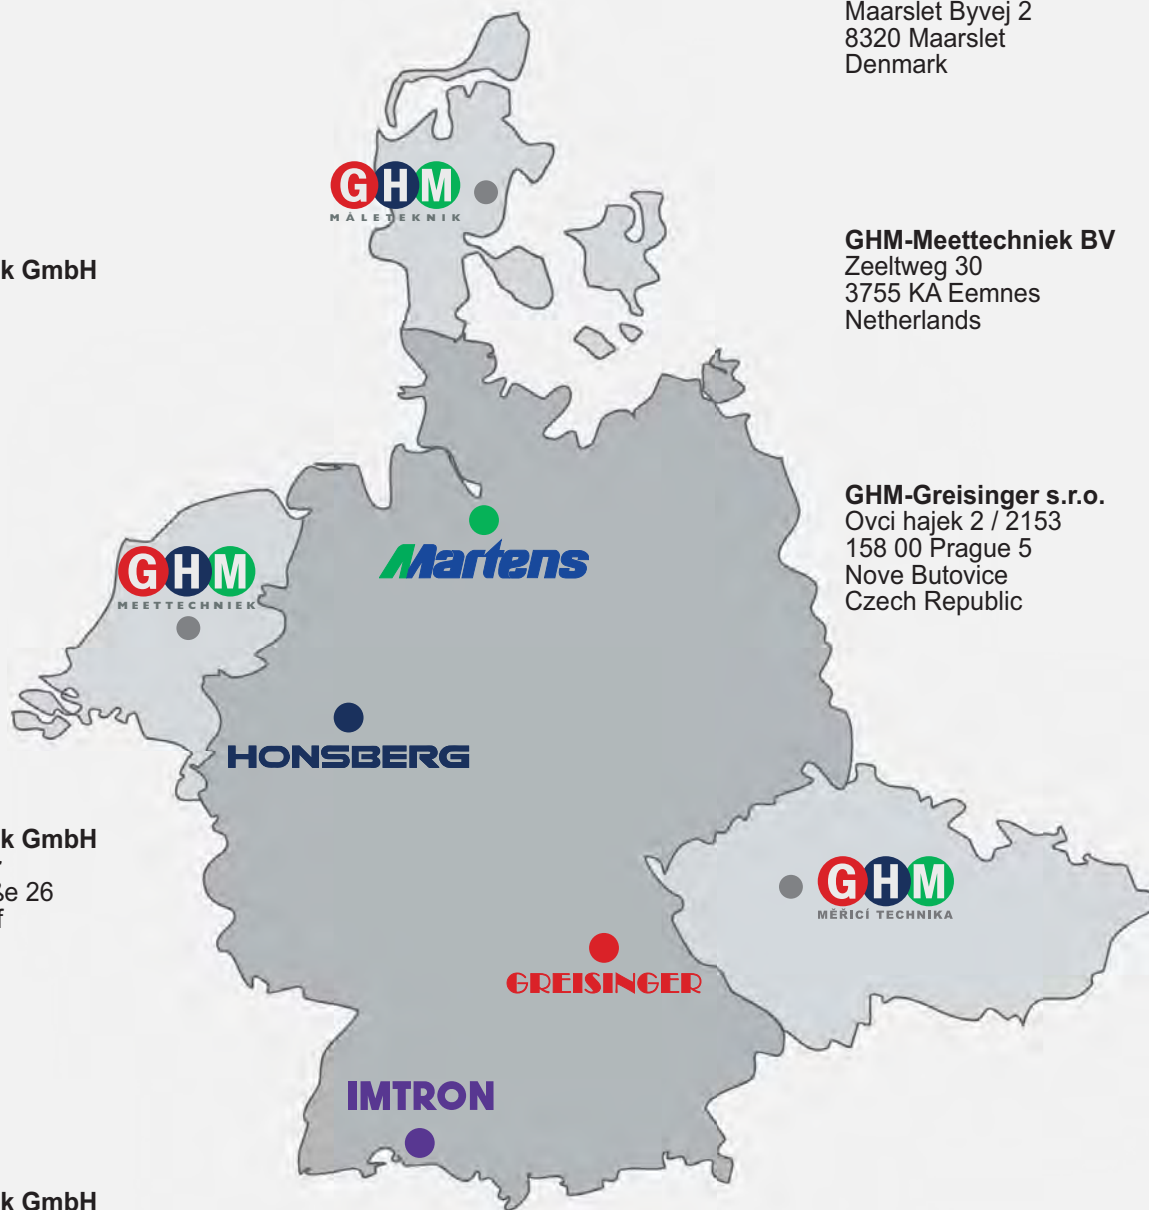 Maarslet Byvej 2
8320 Maarslet
Denmark
GHM
MÅLETEKNIK
GHM-Meettechniek BV
Zeeltweg 30
3755 KA Eemnes
Netherlands
k GmbH
GHM-Greisinger s.r.o.
Ovci hajek 2 / 2153
158 00 Prague 5
Nove Butovice
Czech Republic
Martens
GHM
MEETTECHNIEK
HONSBERG
k GmbH
e 26
GHM
MĚŘICÍ TECHNIKA
GREISINGER
IMTRON
k GmbH